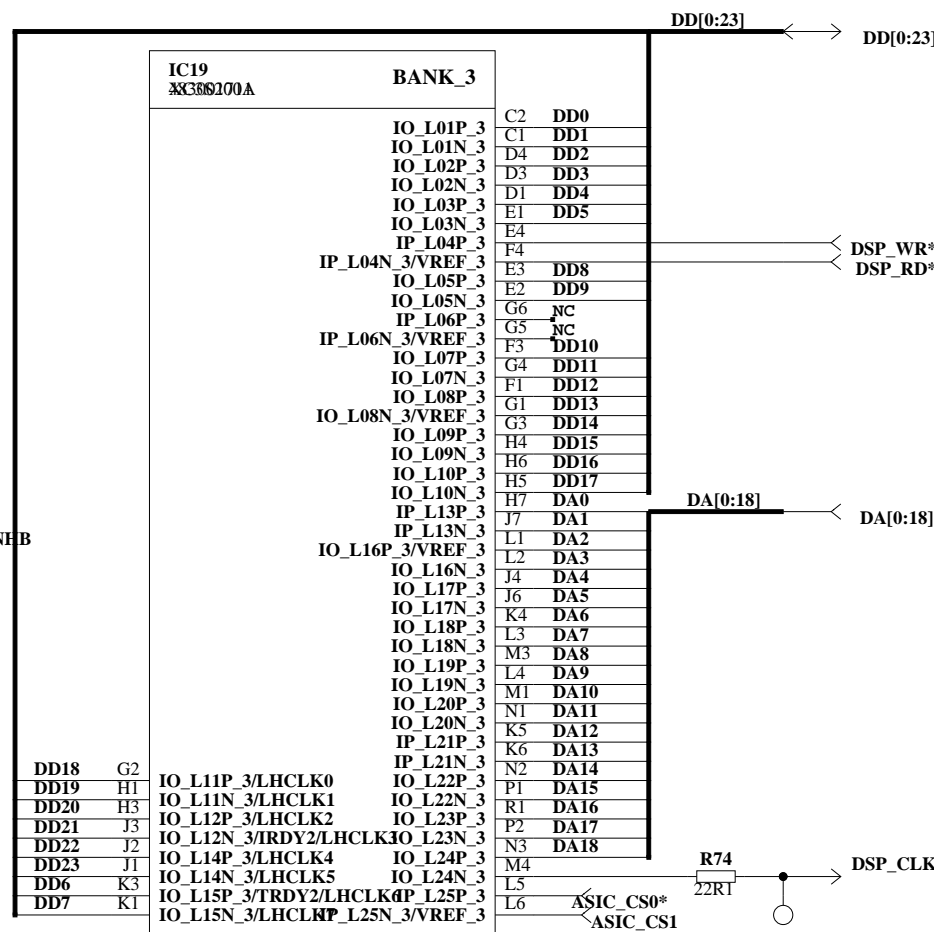 DD[0:23]
DD[0:23]
IC19 BANK_3
IO_L01P_3 C2 DD0
IO_L01N_3 C1 DD1
IO_L02P_3 D4 DD2
IO_L02N_3 D3 DD3
IO_L03P_3 D1 DD4
IO_L03N_3 E1 DD5
IP_L04P_3 E4 DSP_WR*
IP_L04N_3/VREF_3 F4 DSP_RD*
IO_L05P_3 E3 DD8
IO_L05N_3 E2 DD9
IP_L06P_3 G6 NC
IP_L06N_3/VREF_3 G5 NC
IO_L07P_3 F3 DD10
IO_L07N_3 G4 DD11
IO_L08P_3 F1 DD12
IO_L08N_3/VREF_3 G1 DD13
IO_L09P_3 G3 DD14
IO_L09N_3 H4 DD15
IO_L10P_3 H6 DD16
IO_L10N_3 H5 DD17
IP_L13P_3 H7 DA0 DA[0:18] DA[0:18]
IP_L13N_3 J7 DA1
IO_L16P_3/VREF_3 L1 DA2
IO_L16N_3 L2 DA3
IO_L17P_3 J4 DA4
IO_L17N_3 J6 DA5
IO_L18P_3 K4 DA6
IO_L18N_3 L3 DA7
IO_L19P_3 M3 DA8
IO_L19N_3 L4 DA9
IO_L20P_3 M1 DA10
IO_L20N_3 N1 DA11
IP_L21P_3 K5 DA12
IP_L21N_3 K6 DA13
DD18 G2 IO_L11P_3/LHCLK0 IO_L22P_3 N2 DA14
DD19 H1 IO_L11N_3/LHCLK1 IO_L22N_3 P1 DA15
DD20 H3 IO_L12P_3/LHCLK2 IO_L23P_3 R1 DA16
DD21 J3 IO_L12N_3/IRDY2/LHCLK3 IO_L23N_3 P2 DA17
DD22 J2 IO_L14P_3/LHCLK4 IO_L24P_3 N3 DA18
DD23 J1 IO_L14N_3/LHCLK5 IO_L24N_3 M4 R74 22R1 DSP_CLK
DD6 K3 IO_L15P_3/TRDY2/LHCLK6 IP_L25P_3 L5 ASIC_CS0*
DD7 K1 IO_L15N_3/LHCLK7 IP_L25N_3/VREF_3 L6 ASIC_CS1